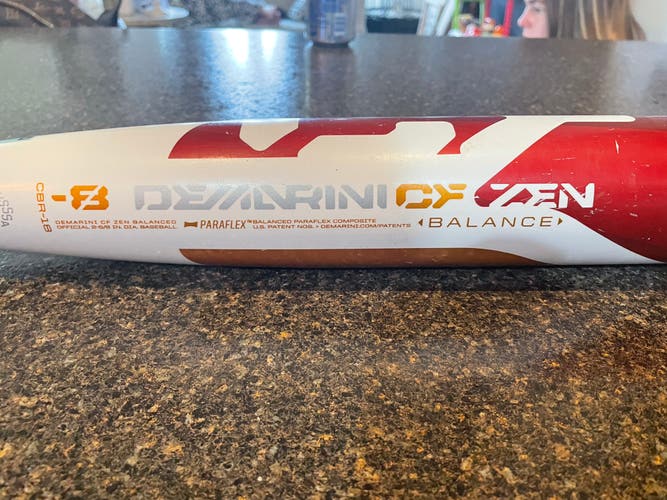 -8 DEMARINI CF ZEN
CBR-18
DEMARINI CF ZEN BALANCED
OFFICIAL 2-5/8 IN. DIA. BASEBALL
PARAFLEX™ BALANCED PARAFLEX COMPOSITE
U.S. PATENT NOS. > DEMARINI.COM/PATENTS
BALANCE